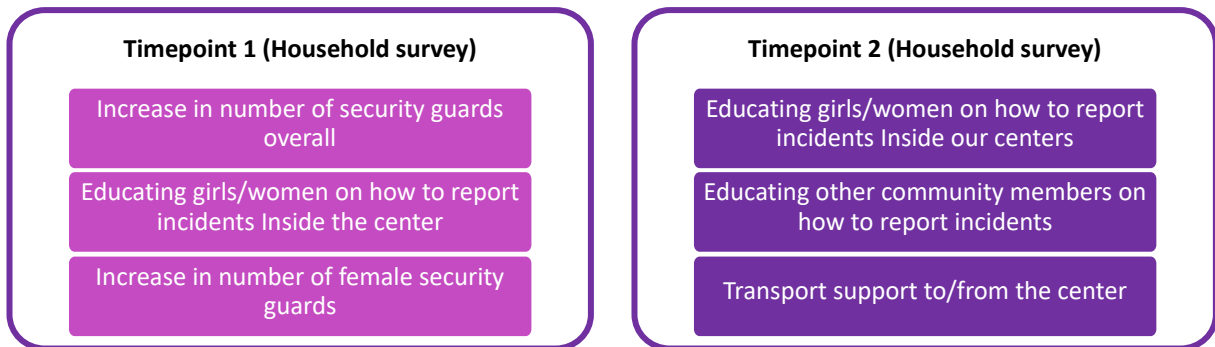 Timepoint 1 (Household survey)
Increase in number of security guards
overall
Educating girls/women on how to report
incidents Inside the center
Increase in number of female security
guards
Timepoint 2 (Household survey)
Educating girls/women on how to report
incidents Inside our centers
Educating other community members on
how to report incidents
Transport support to/from the center